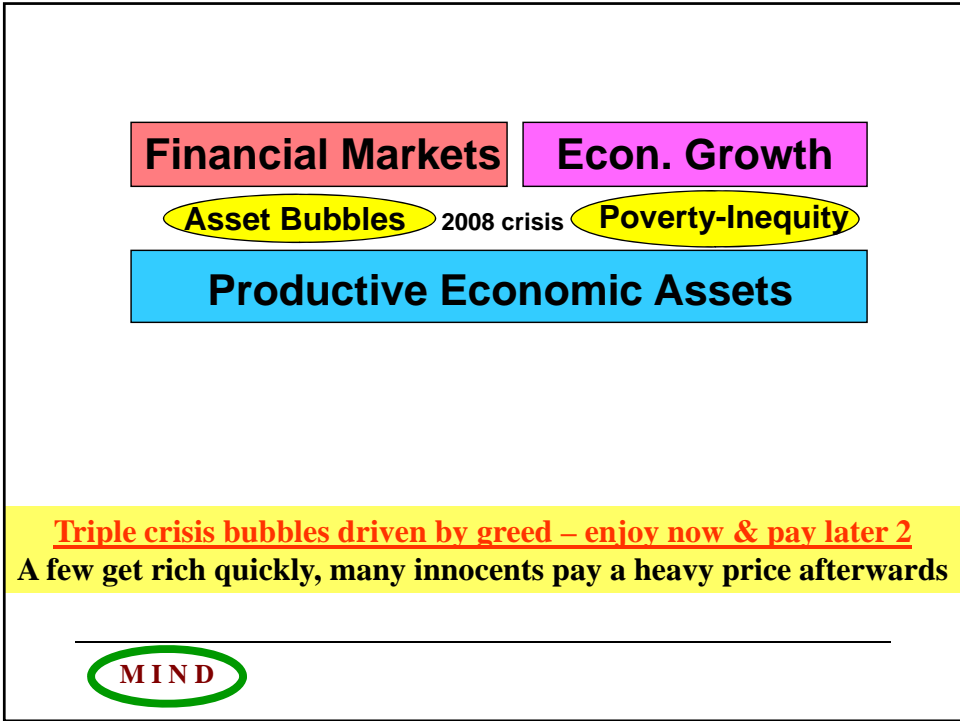 Financial Markets Econ. Growth
Asset Bubbles 2008 crisis Poverty-Inequity
Productive Economic Assets
Triple crisis bubbles driven by greed – enjoy now & pay later 2
A few get rich quickly, many innocents pay a heavy price afterwards
M I N D